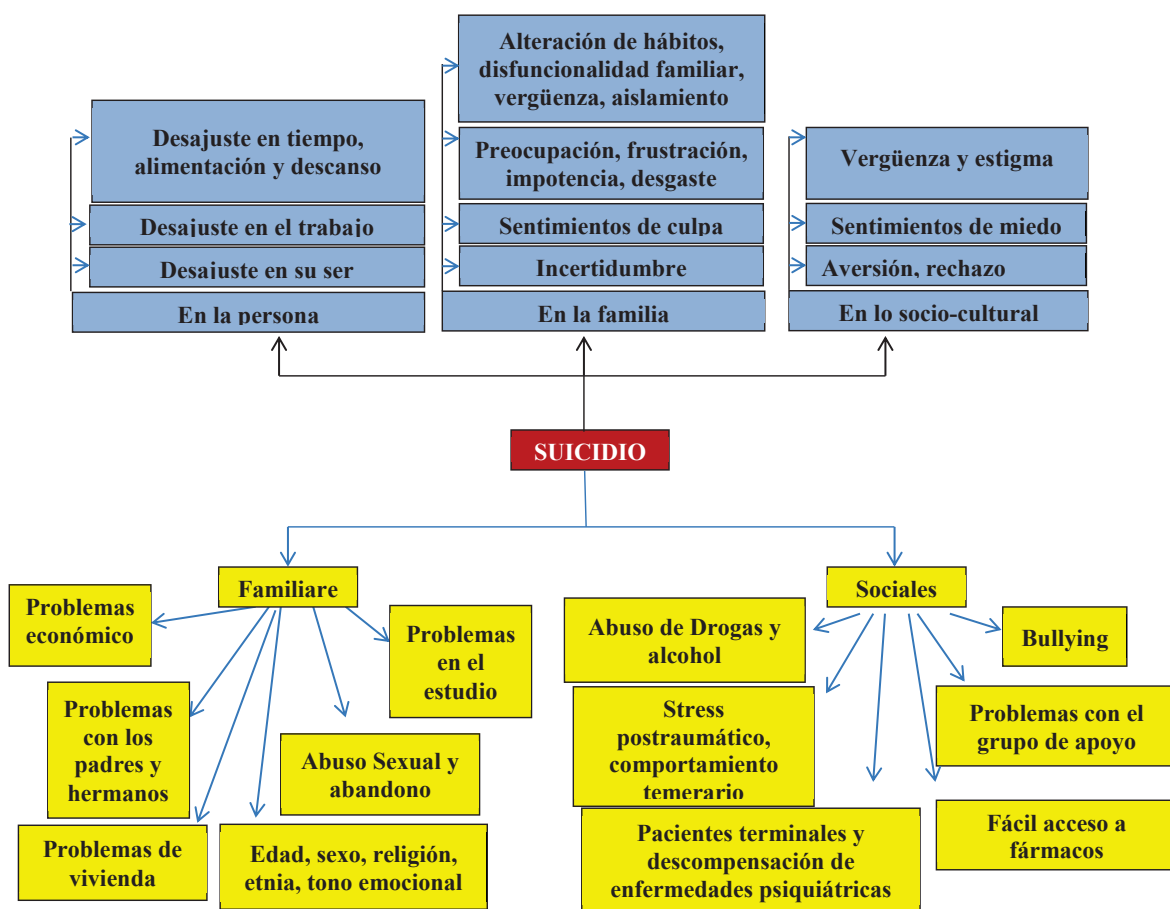 Alteración de hábitos,
disfuncionalidad familiar,
vergüenza, aislamiento
Desajuste en tiempo,
alimentación y descanso
Preocupación, frustración,
impotencia, desgaste
Vergüenza y estigma
Desajuste en el trabajo
Sentimientos de culpa
Sentimientos de miedo
Desajuste en su ser
Incertidumbre
Aversión, rechazo
En la persona
En la familia
En lo socio-cultural
SUICIDIO
Familiare
Sociales
Problemas
económico
Problemas
en el
estudio
Abuso de Drogas y
alcohol
Bullying
Problemas
con los
padres y
hermanos
Abuso Sexual y
abandono
Stress
postraumático,
comportamiento
temerario
Problemas con el
grupo de apoyo
Problemas de
vivienda
Edad, sexo, religión,
etnia, tono emocional
Pacientes terminales y
descompensación de
enfermedades psiquiátricas
Fácil acceso a
fármacos